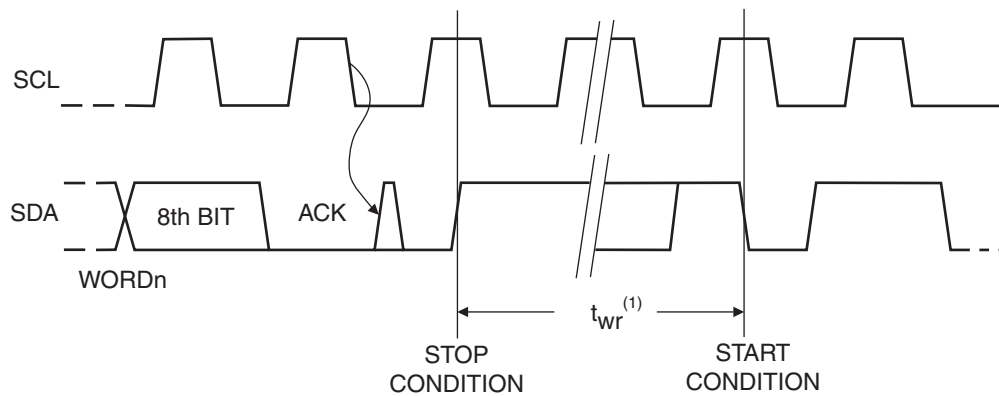 SCL
SDA
8th BIT
ACK
WORDn
twr(1)
STOP
CONDITION
START
CONDITION